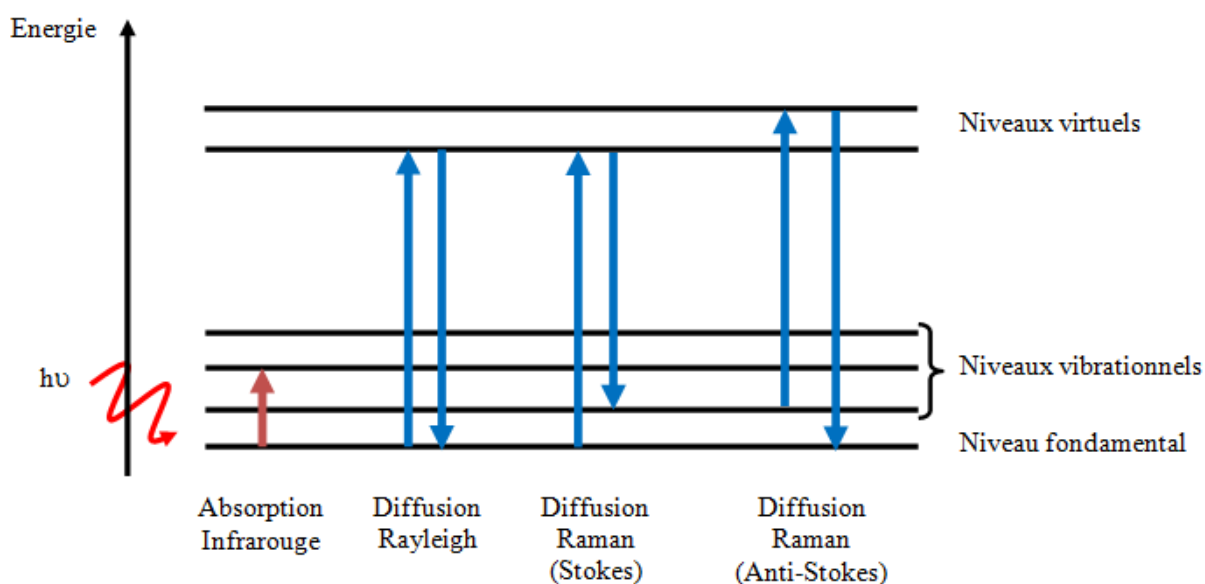 Energie
Niveaux virtuels
hυ
Niveaux vibrationnels
Niveau fondamental
Absorption
Infrarouge
Diffusion
Rayleigh
Diffusion
Raman
(Stokes)
Diffusion
Raman
(Anti-Stokes)